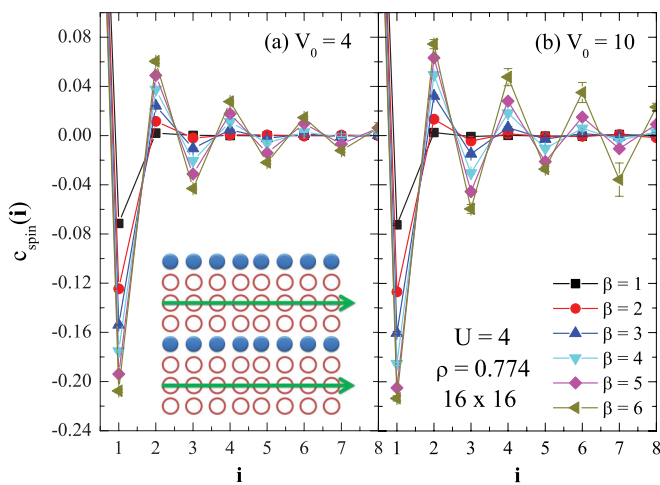 (a) V₀ = 4
(b) V₀ = 10
c_spin(i)
0.08
0.04
0.00
-0.04
-0.08
-0.12
-0.16
-0.20
-0.24
β = 1
β = 2
β = 3
β = 4
β = 5
β = 6
U = 4
ρ = 0.774
16 x 16
1 2 3 4 5 6 7 8
1 2 3 4 5 6 7 8
i
i